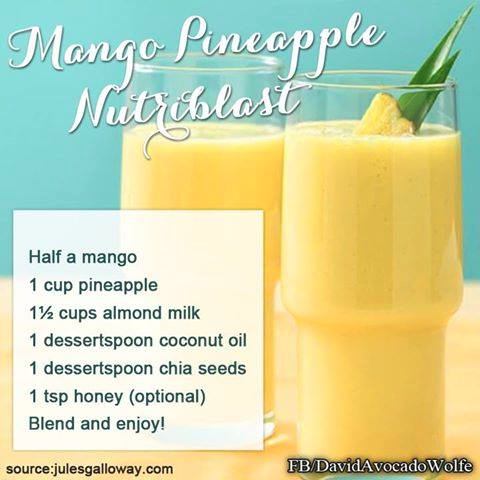 Mango Pineapple
Nutriblast
Half a mango
1 cup pineapple
1½ cups almond milk
1 dessertspoon coconut oil
1 dessertspoon chia seeds
1 tsp honey (optional)
Blend and enjoy!
source:julesgalloway.com
FB/DavidAvocadoWolfe